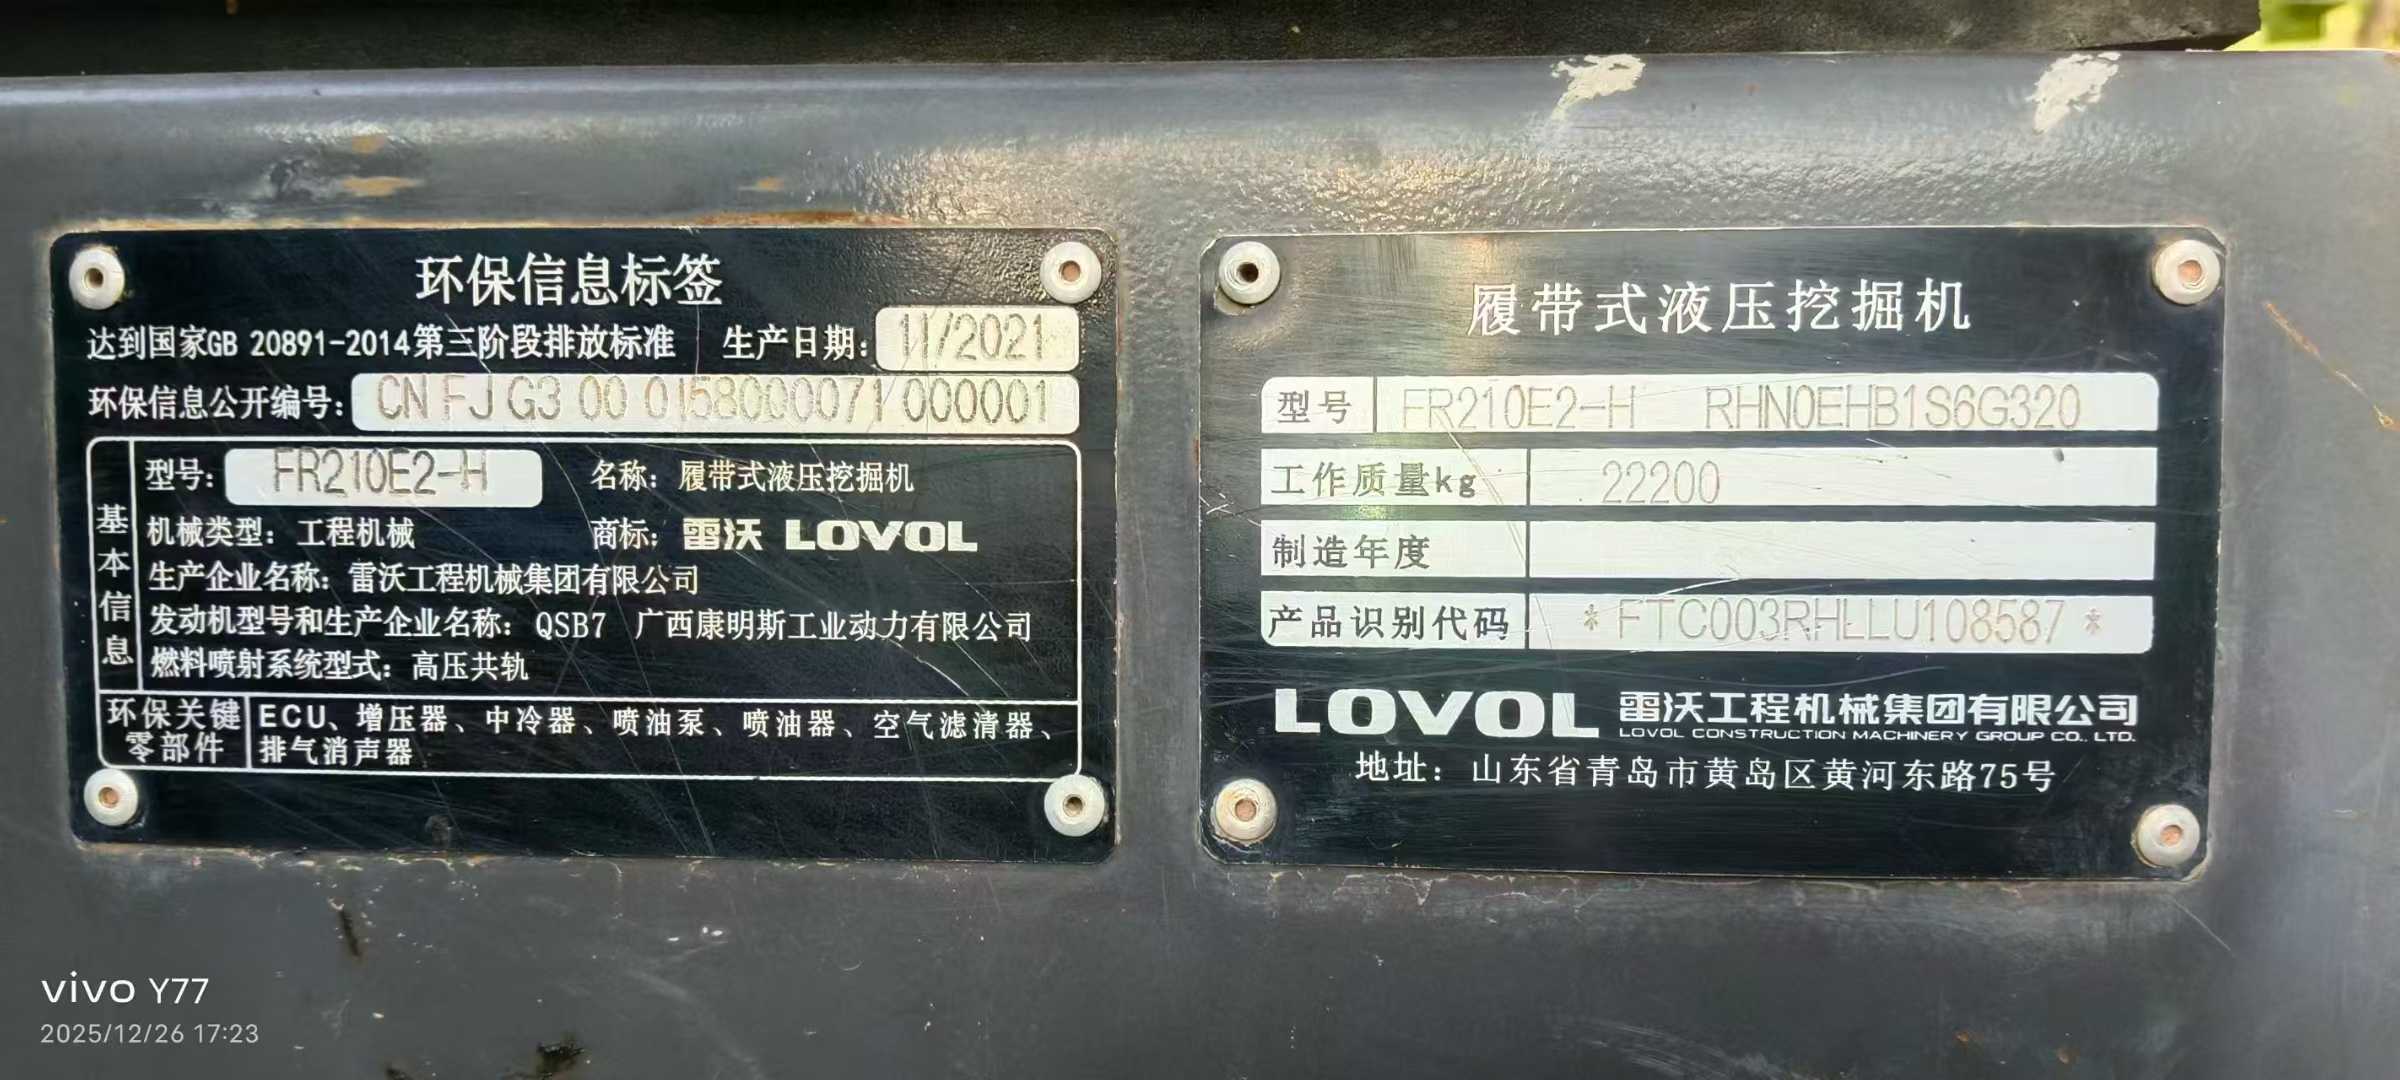 环保信息标签
达到国家GB 20891-2014第三阶段排放标准 生产日期: 11/2021
环保信息公开编号: CN FJ G3 00 0158000071 000001
基本信息
型号: FR210E2-H 名称: 履带式液压挖掘机
机械类型: 工程机械 商标: 雷沃 LOVOL
生产企业名称: 雷沃工程机械集团有限公司
发动机型号和生产企业名称: QSB7 广西康明斯工业动力有限公司
燃料喷射系统型式: 高压共轨
环保关键零部件
ECU、增压器、中冷器、喷油泵、喷油器、空气滤清器、
排气消声器
履带式液压挖掘机
型号 FR210E2-H RHN0EHB1S6G320
工作质量kg 22200
制造年度
产品识别代码 *FTC003RHLLU108587*
LOVOL 雷沃工程机械集团有限公司
LOVOL CONSTRUCTION MACHINERY GROUP CO., LTD.
地址: 山东省青岛市黄岛区黄河东路75号
vivo Y77
2025/12/26 17:23